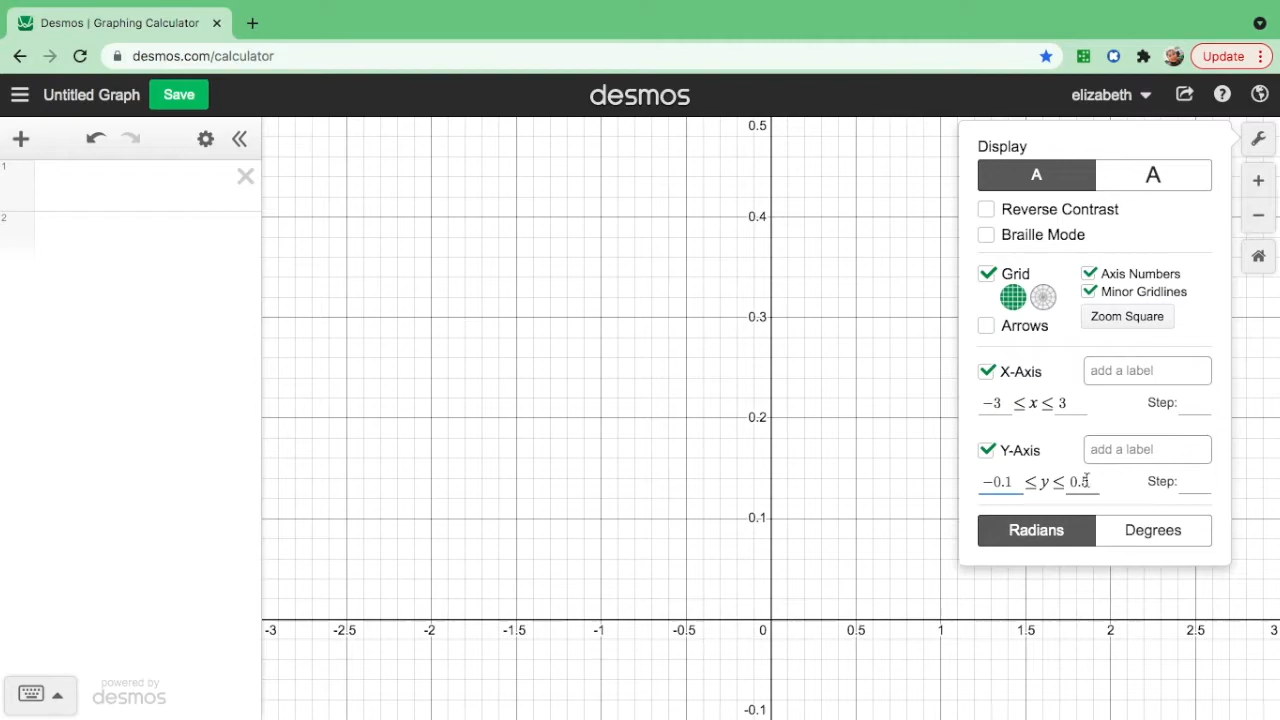 Desmos | Graphing Calculator
desmos.com/calculator
Update
Untitled Graph
Save
desmos
elizabeth
1
2
powered by
desmos
0.5
0.4
0.3
0.2
0.1
-0.1
-3 -2.5 -2 -1.5 -1 -0.5 0 0.5 1 1.5 2 2.5 3
Display
A A
Reverse Contrast
Braille Mode
Grid
Axis Numbers
Minor Gridlines
Zoom Square
Arrows
X-Axis add a label
−3 ≤ x ≤ 3 Step:
Y-Axis add a label
−0.1 ≤ y ≤ 0.5 Step:
Radians Degrees